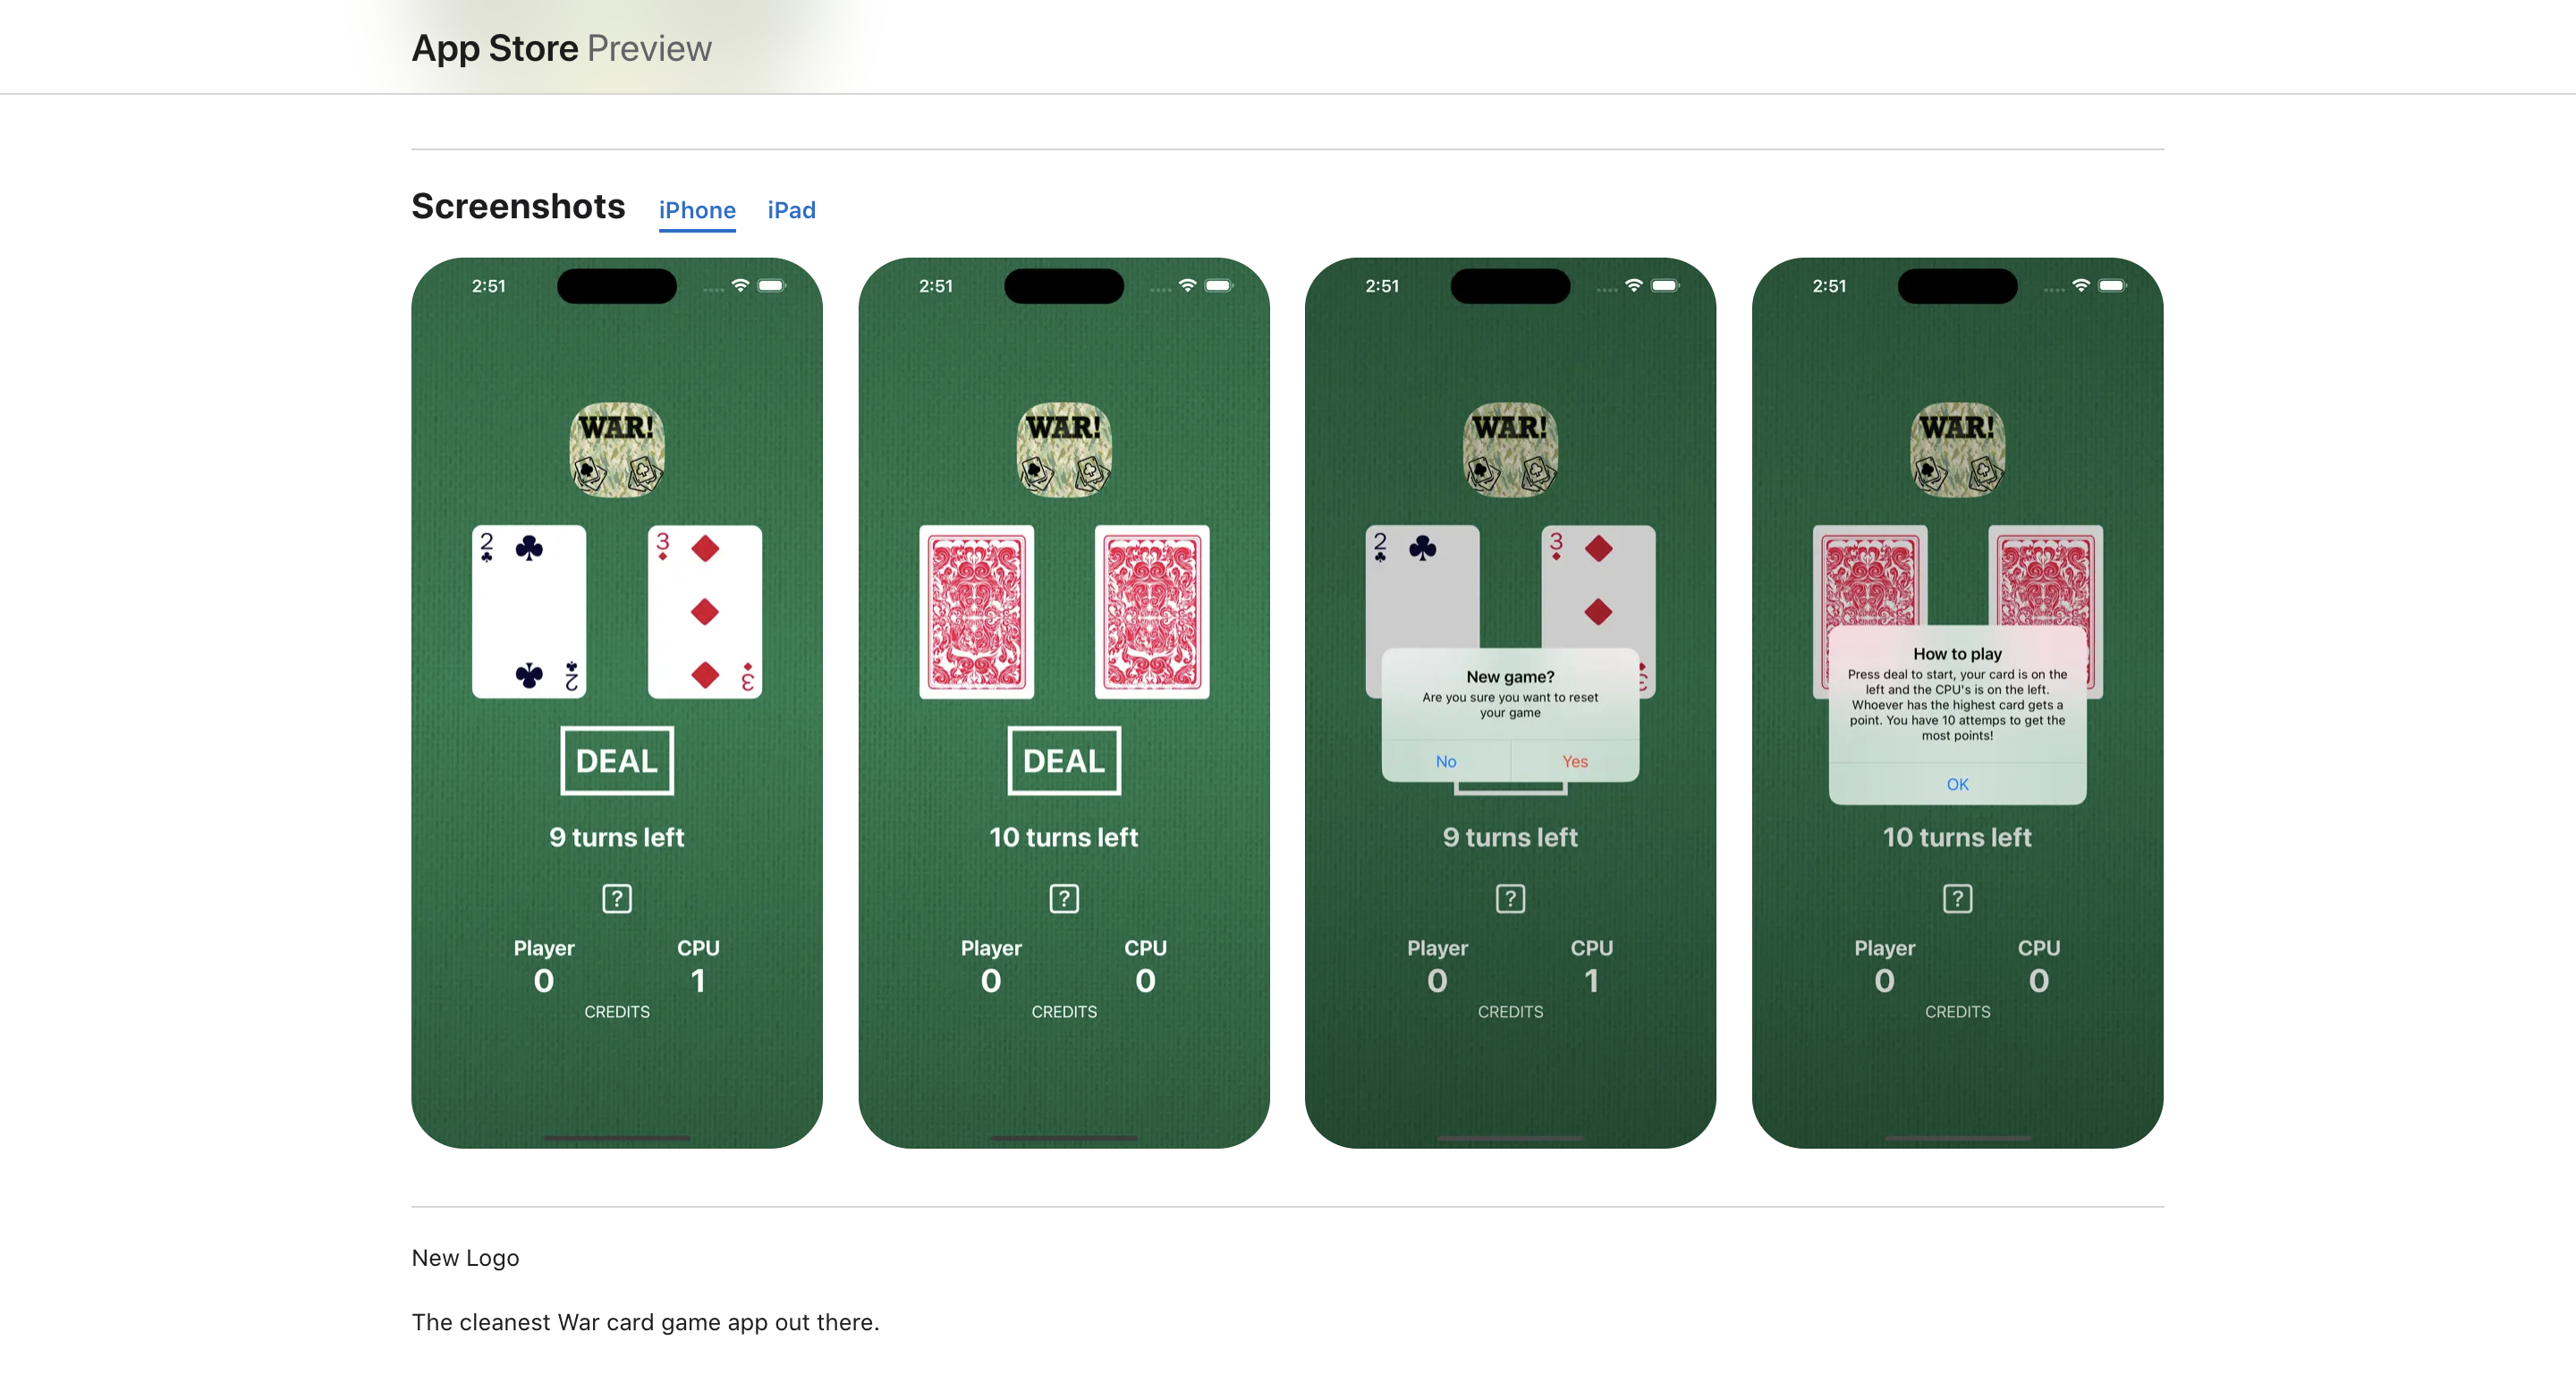 App Store Preview
Screenshots iPhone iPad
2:51
WAR!
2 3
2 3
DEAL
9 turns left
?
Player CPU
0 1
CREDITS
2:51
WAR!
DEAL
10 turns left
?
Player CPU
0 0
CREDITS
2:51
WAR!
2 3
3
New game?
Are you sure you want to reset
your game
No Yes
9 turns left
?
Player CPU
0 1
CREDITS
2:51
WAR!
How to play
Press deal to start, your card is on the
left and the CPU's is on the left.
Whoever has the highest card gets a
point. You have 10 attemps to get the
most points!
OK
10 turns left
?
Player CPU
0 0
CREDITS
New Logo
The cleanest War card game app out there.